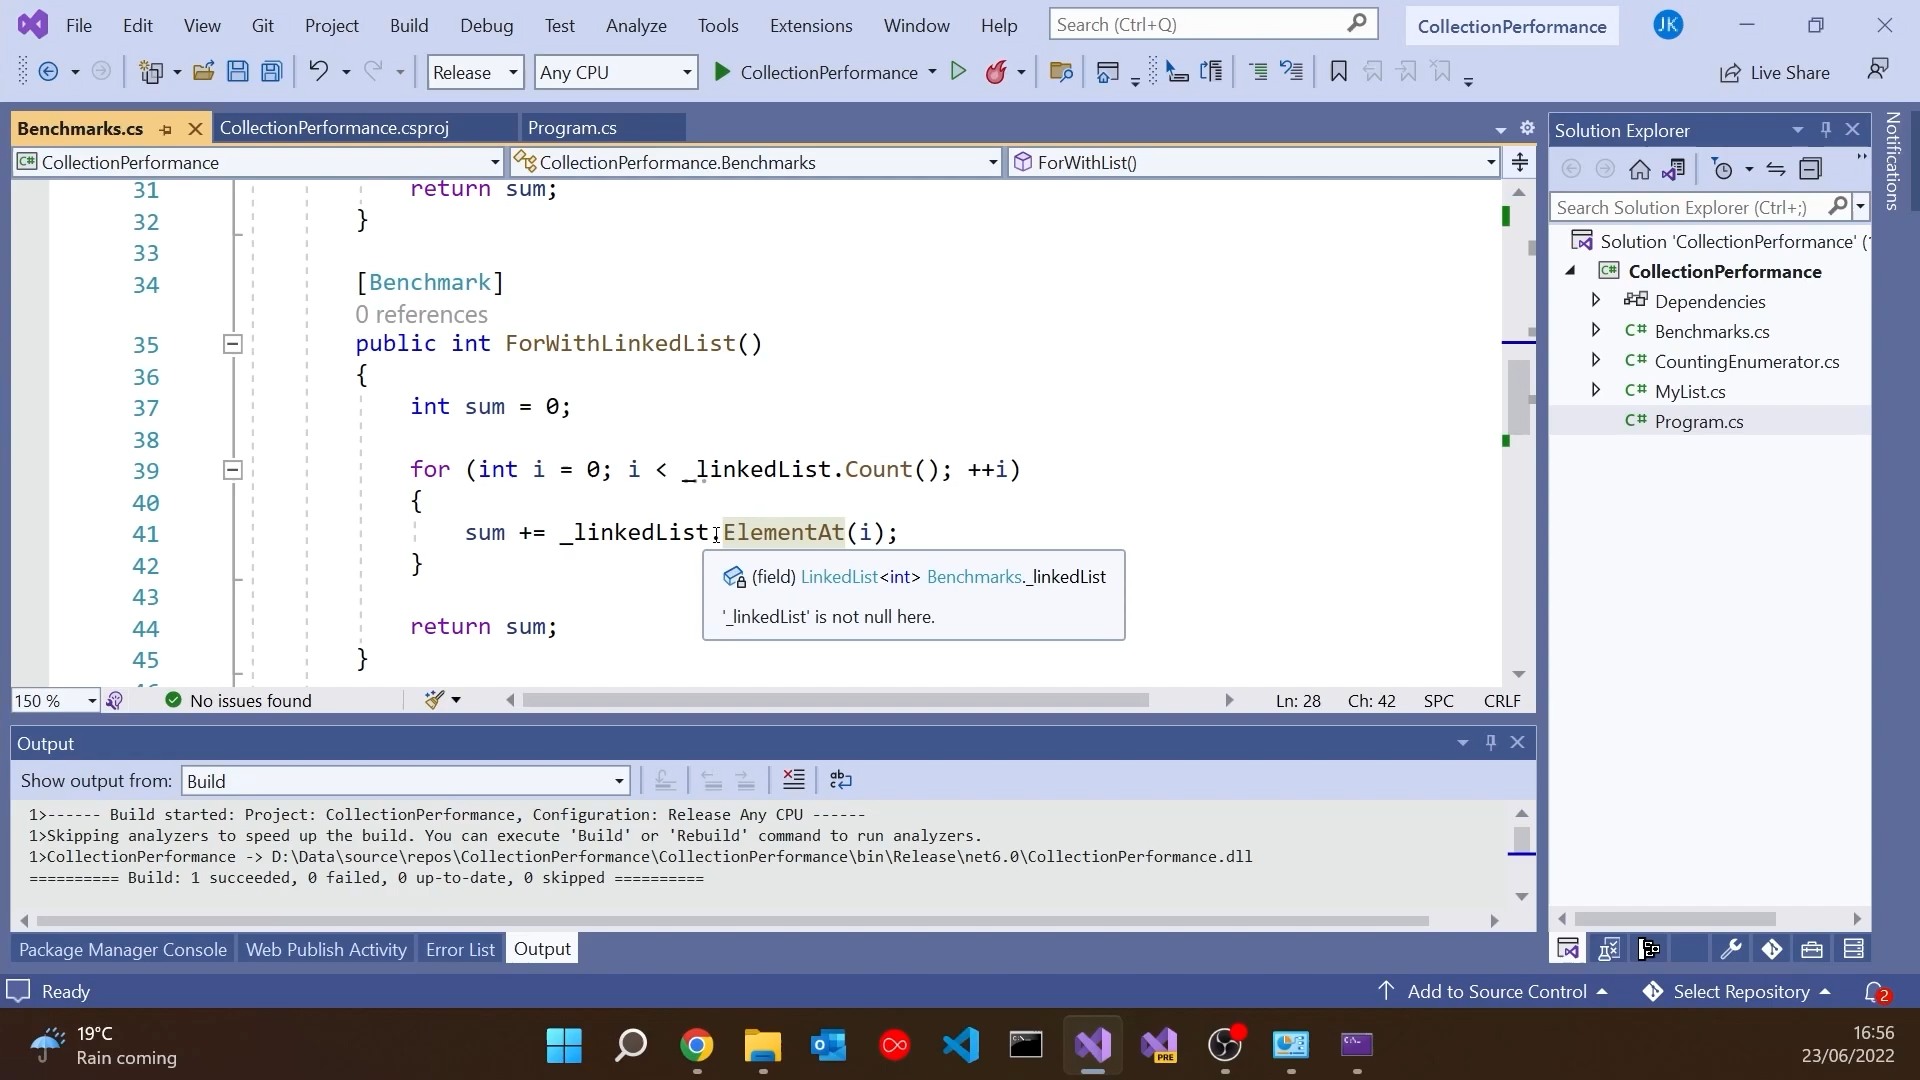 File Edit View Git Project Build Debug Test Analyze Tools Extensions Window Help Search (Ctrl+Q) CollectionPerformance JK
Release Any CPU CollectionPerformance Live Share
Benchmarks.cs CollectionPerformance.csproj Program.cs
CollectionPerformance CollectionPerformance.Benchmarks ForWithList()
31 return sum;
32 }
33
34 [Benchmark]
0 references
35 public int ForWithLinkedList()
36 {
37 int sum = 0;
38
39 for (int i = 0; i < _linkedList.Count(); ++i)
40 {
41 sum += _linkedList.ElementAt(i);
42 }
(field) LinkedList<int> Benchmarks._linkedList
'_linkedList' is not null here.
43
44 return sum;
45 }
150 % No issues found Ln: 28 Ch: 42 SPC CRLF
Output
Show output from: Build
1>------ Build started: Project: CollectionPerformance, Configuration: Release Any CPU ------
1>Skipping analyzers to speed up the build. You can execute 'Build' or 'Rebuild' command to run analyzers.
1>CollectionPerformance -> D:\Data\source\repos\CollectionPerformance\CollectionPerformance\bin\Release\net6.0\CollectionPerformance.dll
========== Build: 1 succeeded, 0 failed, 0 up-to-date, 0 skipped ==========
Package Manager Console Web Publish Activity Error List Output
Solution Explorer
Search Solution Explorer (Ctrl+;)
Solution 'CollectionPerformance' (
CollectionPerformance
Dependencies
C# Benchmarks.cs
C# CountingEnumerator.cs
C# MyList.cs
C# Program.cs
Notifications
Ready Add to Source Control Select Repository 2
19°C
Rain coming
PRE
16:56
23/06/2022